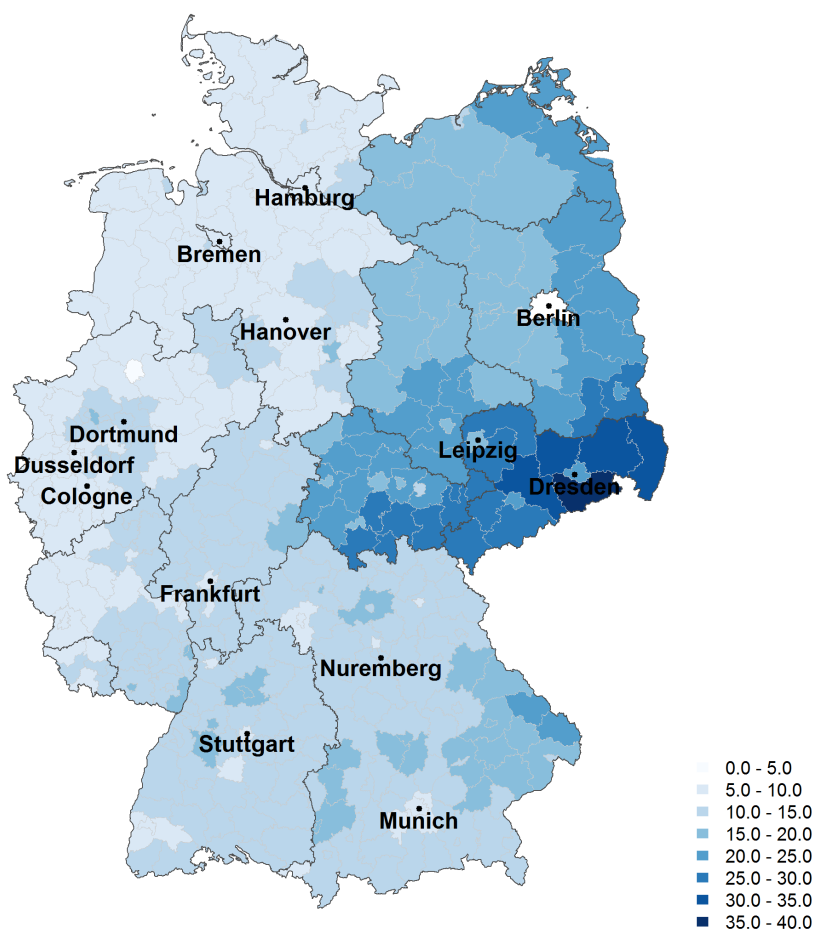 Hamburg
Bremen
Berlin
Hanover
Dortmund
Leipzig
Dusseldorf
Dresden
Cologne
Frankfurt
Nuremberg
Stuttgart
Munich
0.0 - 5.0
5.0 - 10.0
10.0 - 15.0
15.0 - 20.0
20.0 - 25.0
25.0 - 30.0
30.0 - 35.0
35.0 - 40.0